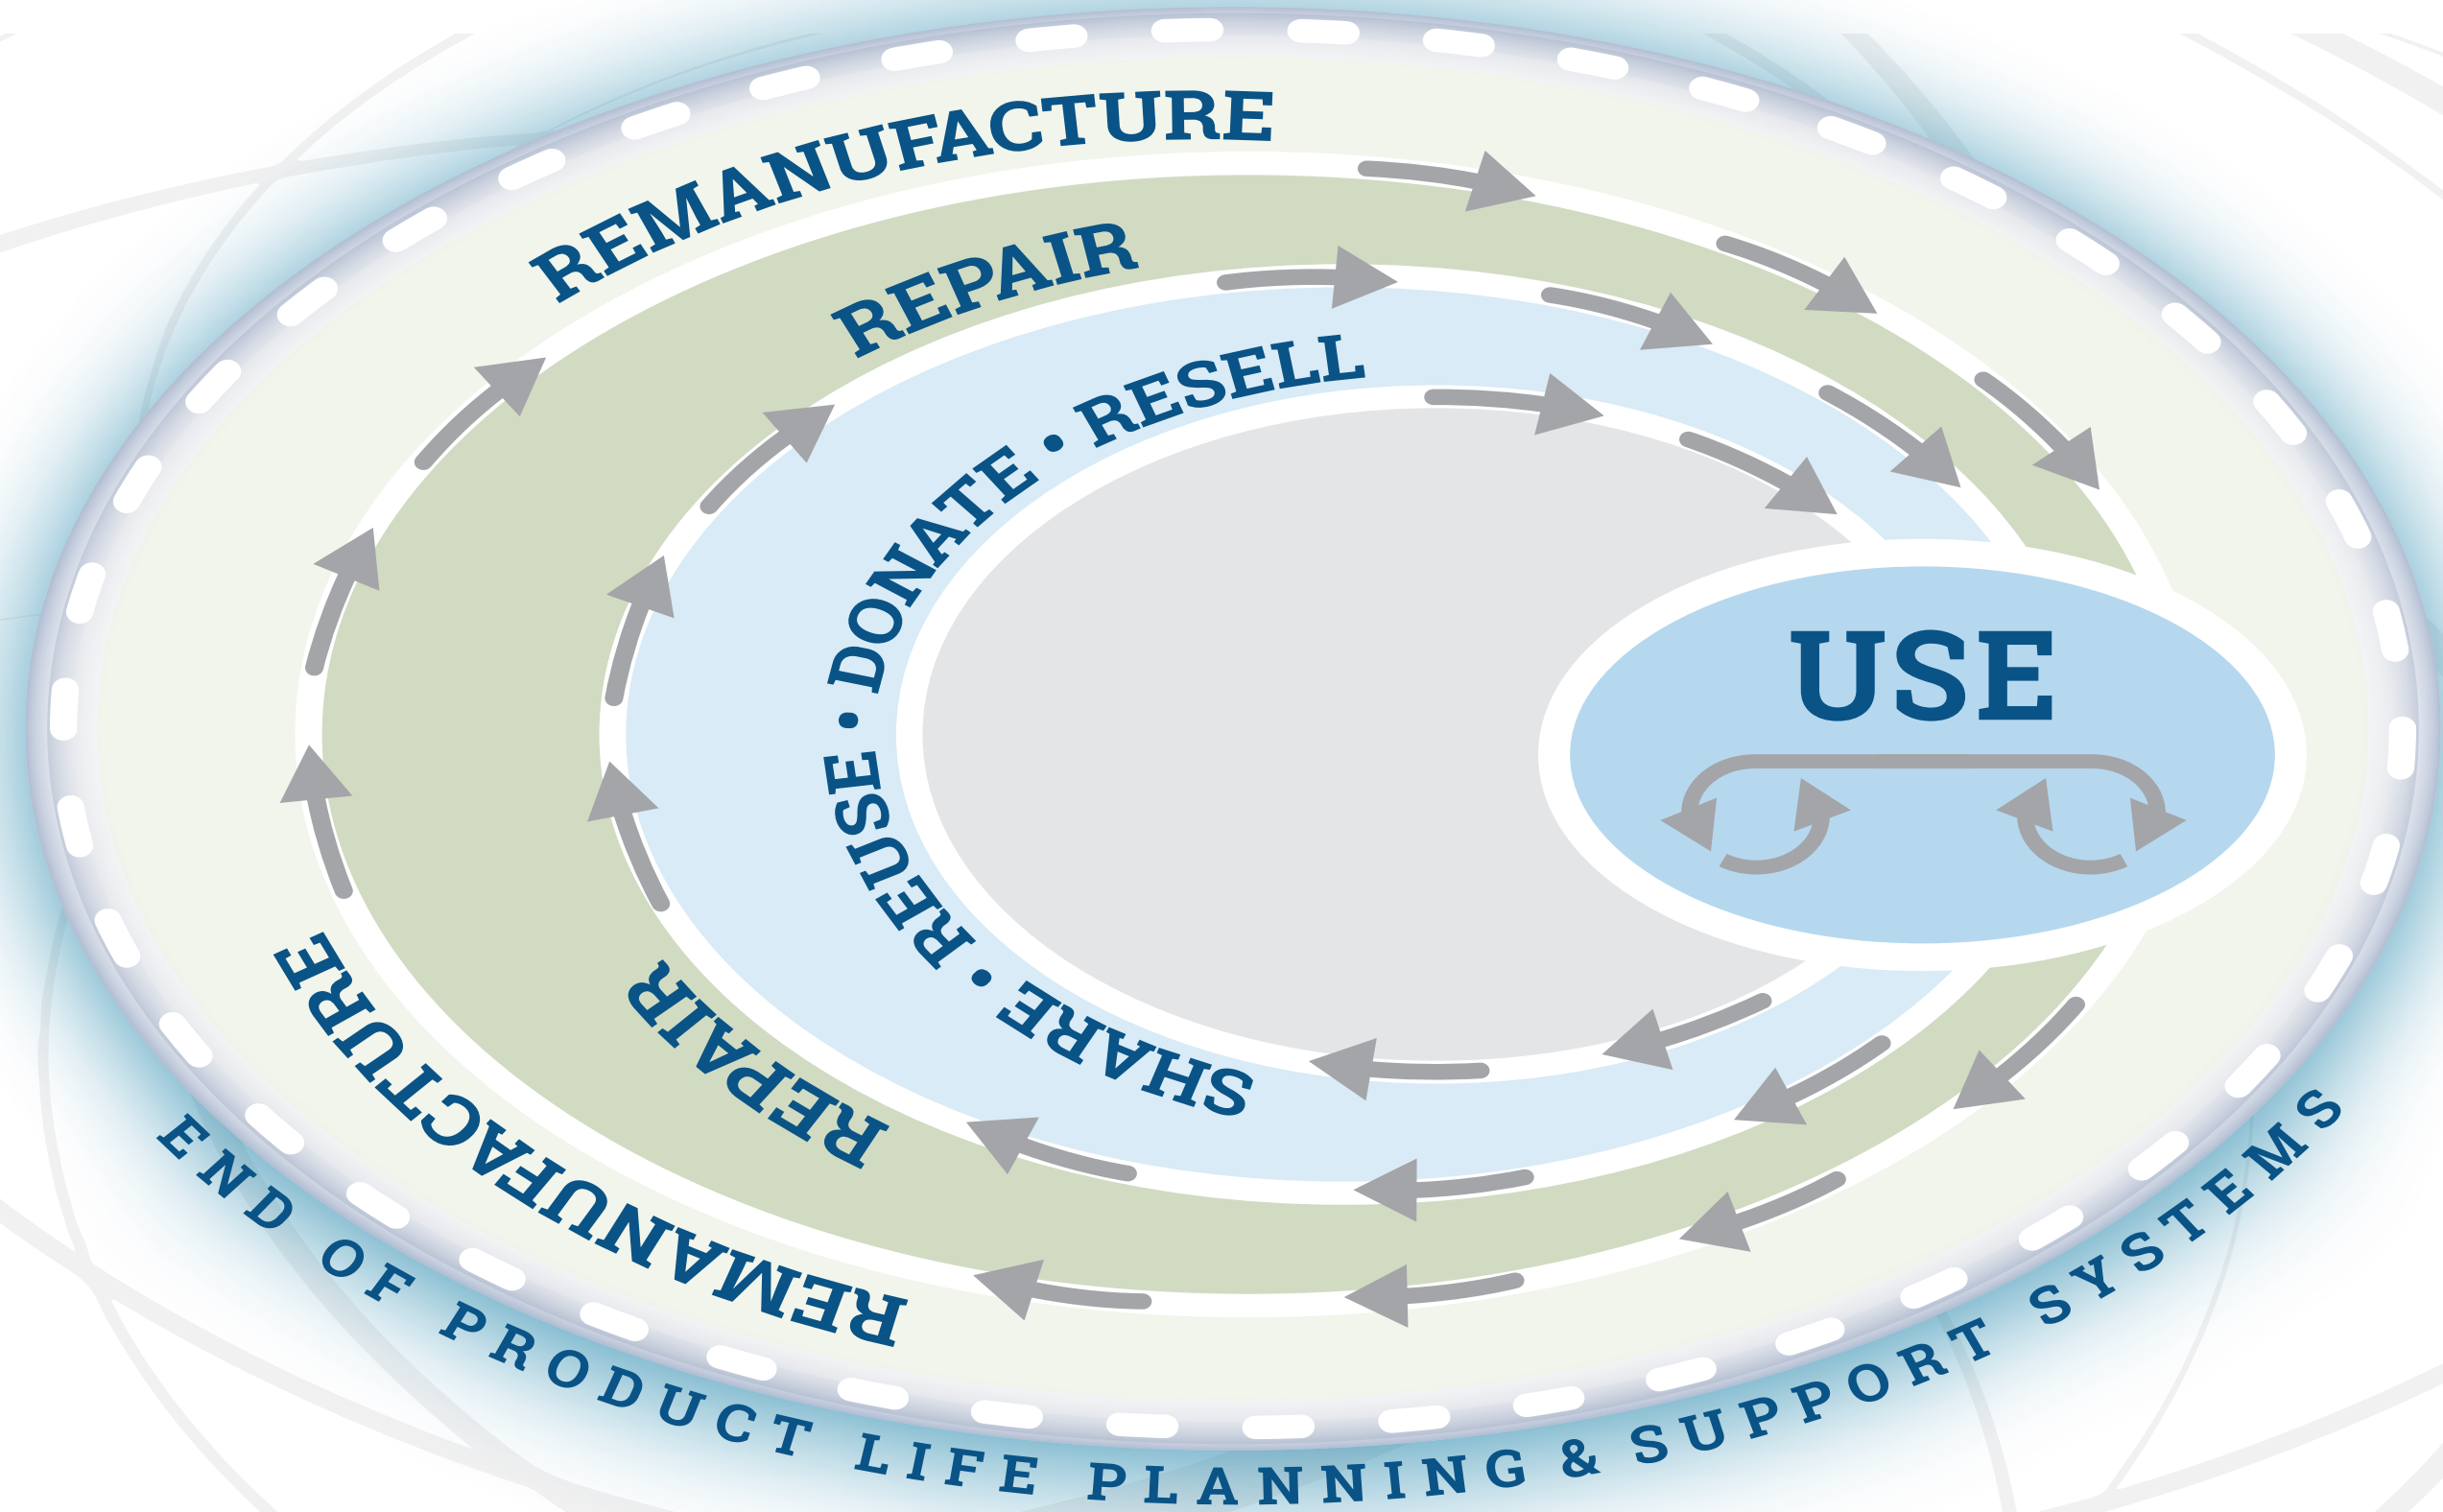 REMANUFACTURE
REPAIR
SHARE • REUSE • DONATE • RESELL
USE
REPAIR
REMANUFACTURE
END OF PRODUCT LIFE PLANNING & SUPPORT SYSTEMS